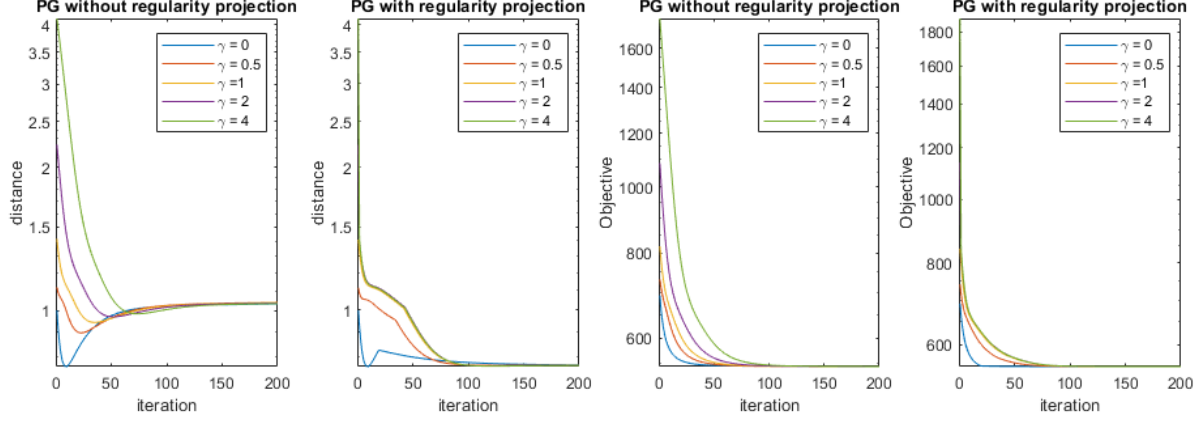 PG without regularity projection
4
3.5
3
2.5
2
1.5
1
distance
0 50 100 150 200
iteration
γ = 0
γ = 0.5
γ =1
γ = 2
γ = 4
PG with regularity projection
4
3.5
3
2.5
2
1.5
1
distance
0 50 100 150 200
iteration
γ = 0
γ = 0.5
γ =1
γ = 2
γ = 4
PG without regularity projection
1600
1400
1200
1000
800
600
Objective
0 50 100 150 200
iteration
γ = 0
γ = 0.5
γ =1
γ = 2
γ = 4
PG with regularity projection
1800
1600
1400
1200
1000
800
600
Objective
0 50 100 150 200
iteration
γ = 0
γ = 0.5
γ =1
γ = 2
γ = 4